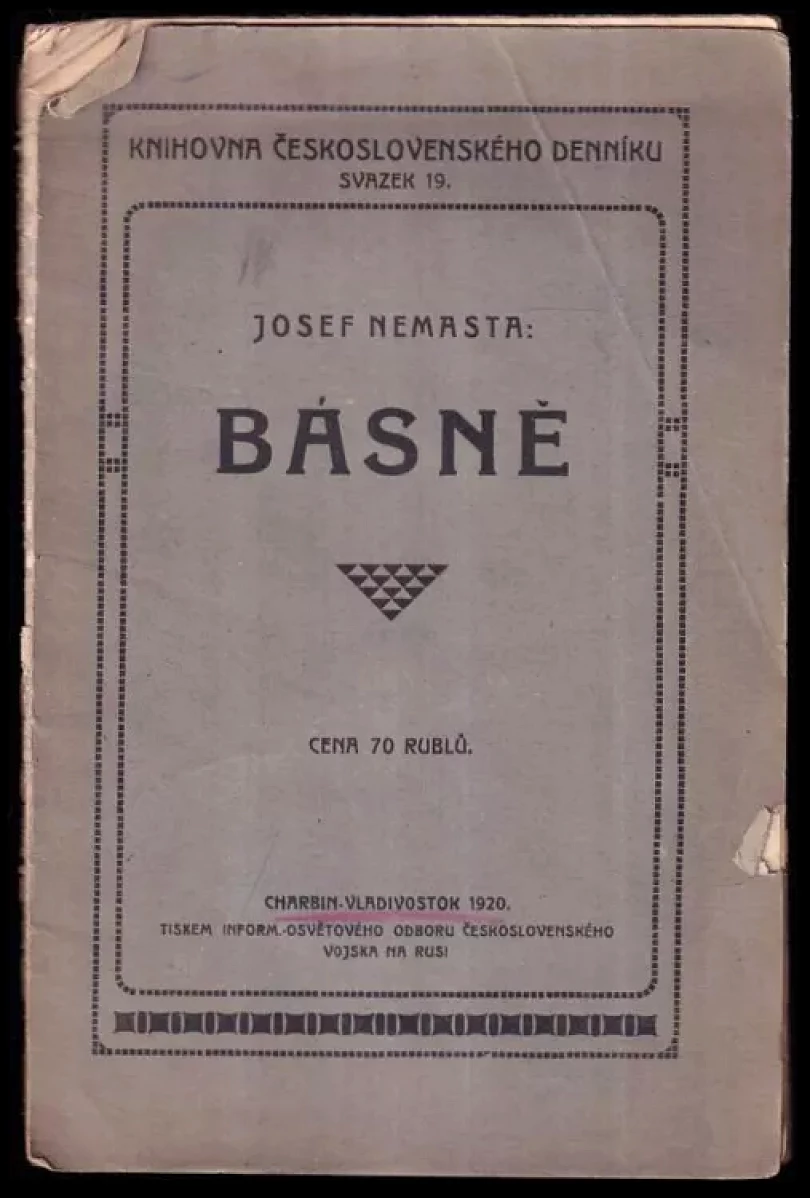 KNIHOVNA ČESKOSLOVENSKÉHO DENNÍKU
SVAZEK 19.
JOSEF NEMASTA:
BÁSNĚ
CENA 70 RUBLŮ.
CHARBIN-VLADIVOSTOK 1920.
TISKEM INFORM.-OSVĚTOVÉHO ODBORU ČESKOSLOVENSKÉHO
VOJSKA NA RUSI